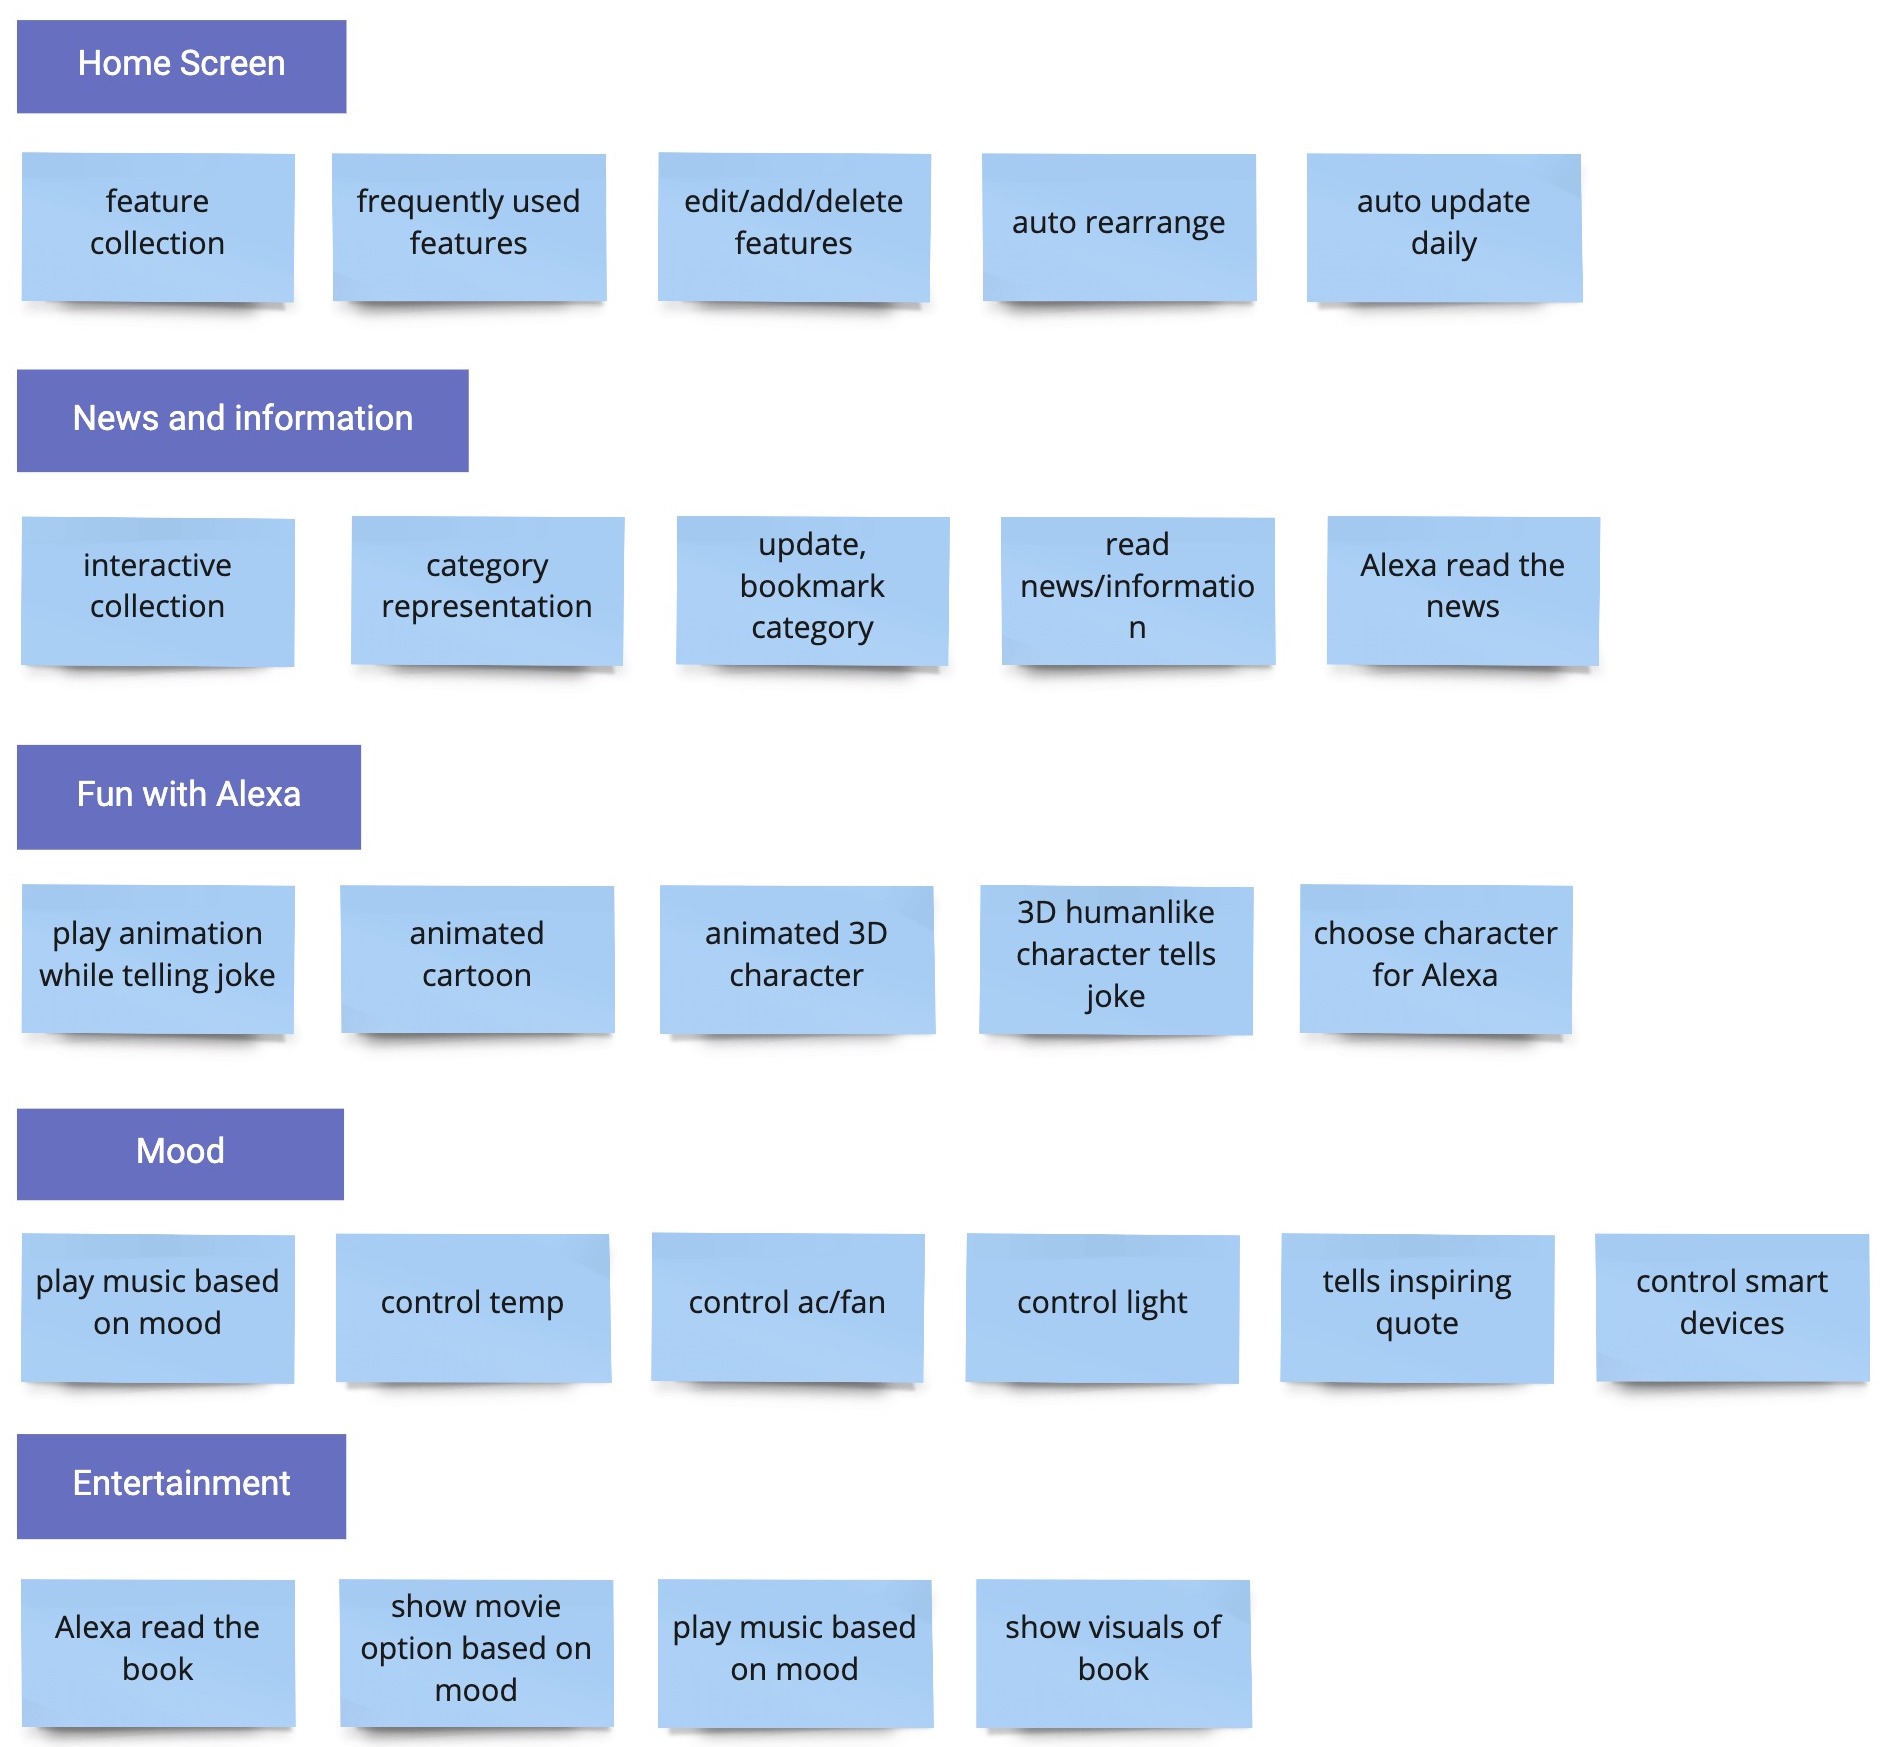 Home Screen
feature
collection
frequently used
features
edit/add/delete
features
auto rearrange
auto update
daily
News and information
interactive
collection
category
representation
update,
bookmark
category
read
news/informatio
n
Alexa read the
news
Fun with Alexa
play animation
while telling joke
animated
cartoon
animated 3D
character
3D humanlike
character tells
joke
choose character
for Alexa
Mood
play music based
on mood
control temp
control ac/fan
control light
tells inspiring
quote
control smart
devices
Entertainment
Alexa read the
book
show movie
option based on
mood
play music based
on mood
show visuals of
book